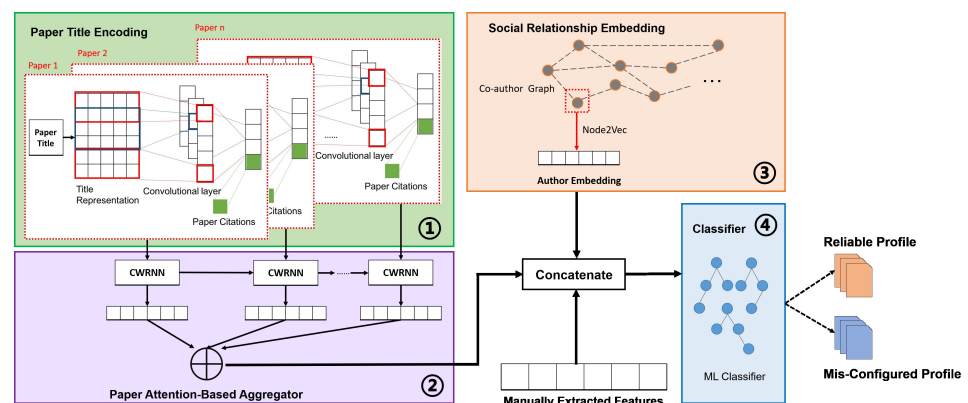 Paper Title Encoding
Paper n
Paper 2
Paper 1
Paper
Title
Title
Representation
Convolutional layer
Paper Citations
Citations
......
Convolutional layer
Paper Citations
①
CWRNN
CWRNN
......
CWRNN
②
Paper Attention-Based Aggregator
Social Relationship Embedding
Co-author Graph
...
Node2Vec
Author Embedding
③
Concatenate
Manually Extracted Features
Classifier
④
ML Classifier
Reliable Profile
Mis-Configured Profile